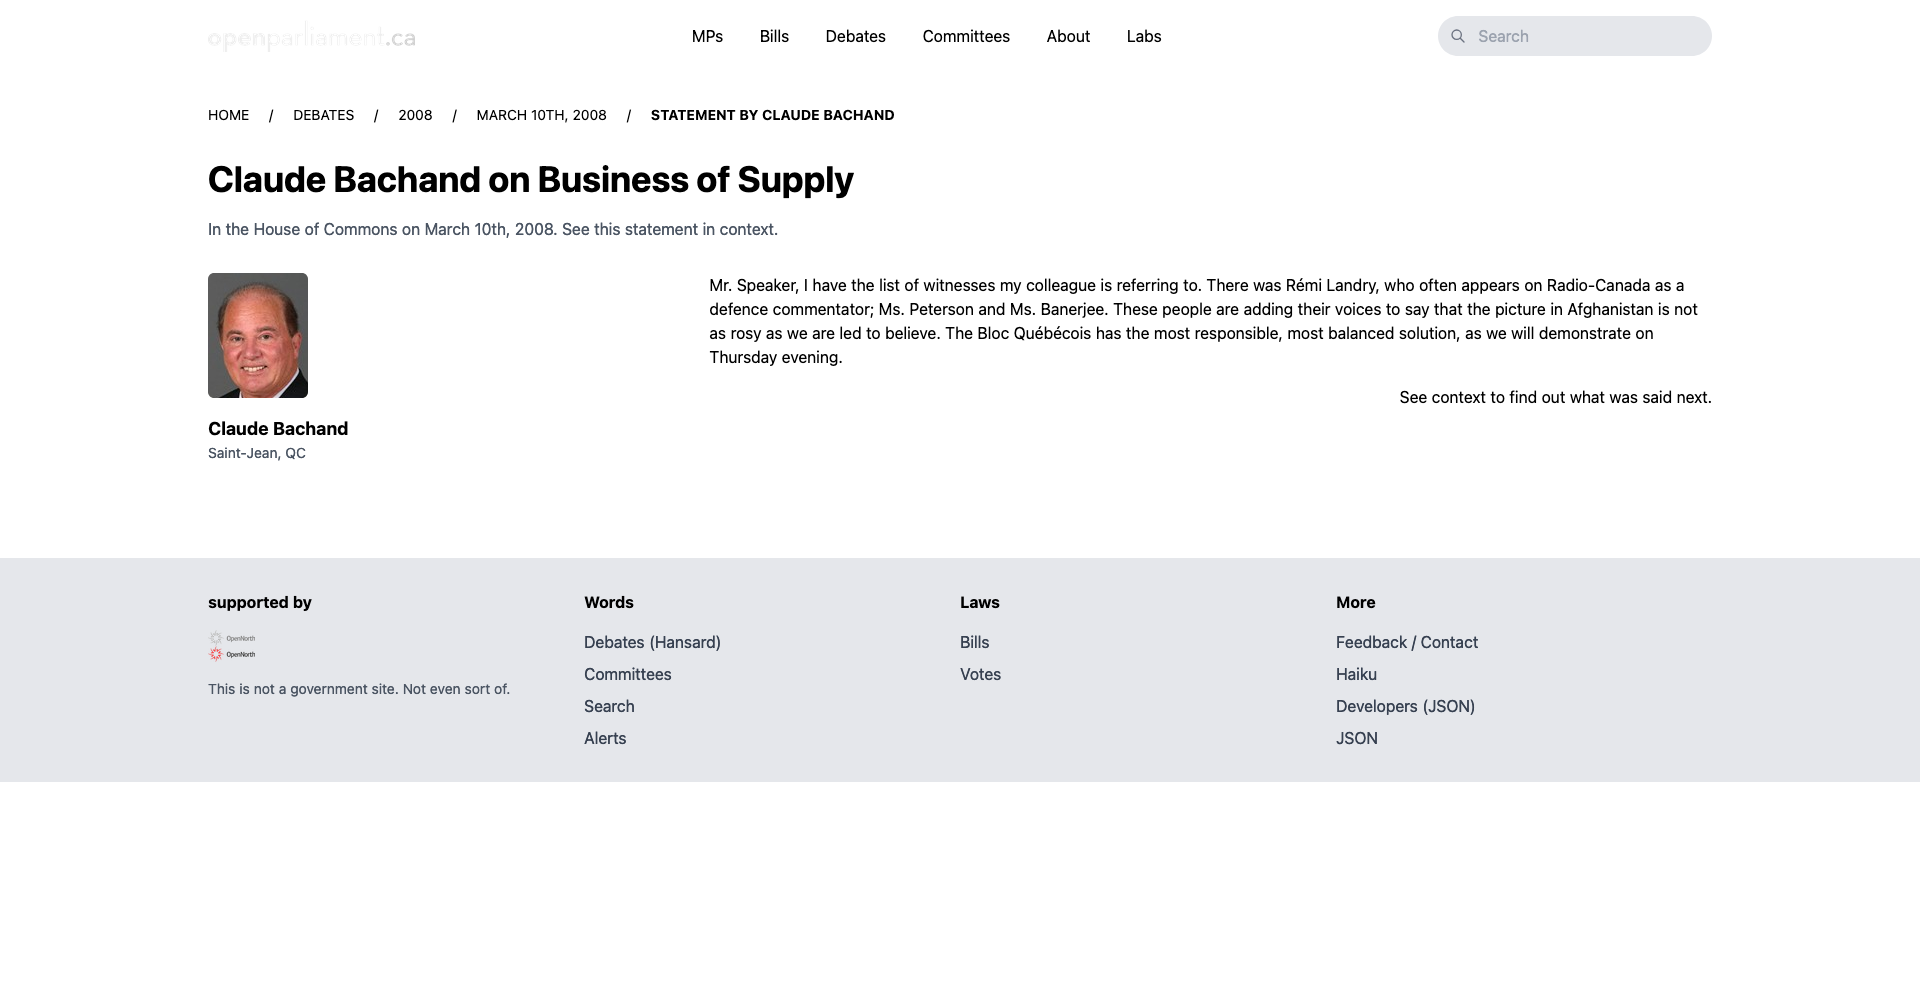 openparliament.ca
MPs
Bills
Debates
Committees
About
Labs
Search
HOME / DEBATES / 2008 / MARCH 10TH, 2008 / STATEMENT BY CLAUDE BACHAND
Claude Bachand on Business of Supply
In the House of Commons on March 10th, 2008. See this statement in context.
Mr. Speaker, I have the list of witnesses my colleague is referring to. There was Rémi Landry, who often appears on Radio-Canada as a
defence commentator; Ms. Peterson and Ms. Banerjee. These people are adding their voices to say that the picture in Afghanistan is not
as rosy as we are led to believe. The Bloc Québécois has the most responsible, most balanced solution, as we will demonstrate on
Thursday evening.
See context to find out what was said next.
Claude Bachand
Saint-Jean, QC
supported by
OpenNorth
OpenNorth
This is not a government site. Not even sort of.
Words
Debates (Hansard)
Committees
Search
Alerts
Laws
Bills
Votes
More
Feedback / Contact
Haiku
Developers (JSON)
JSON